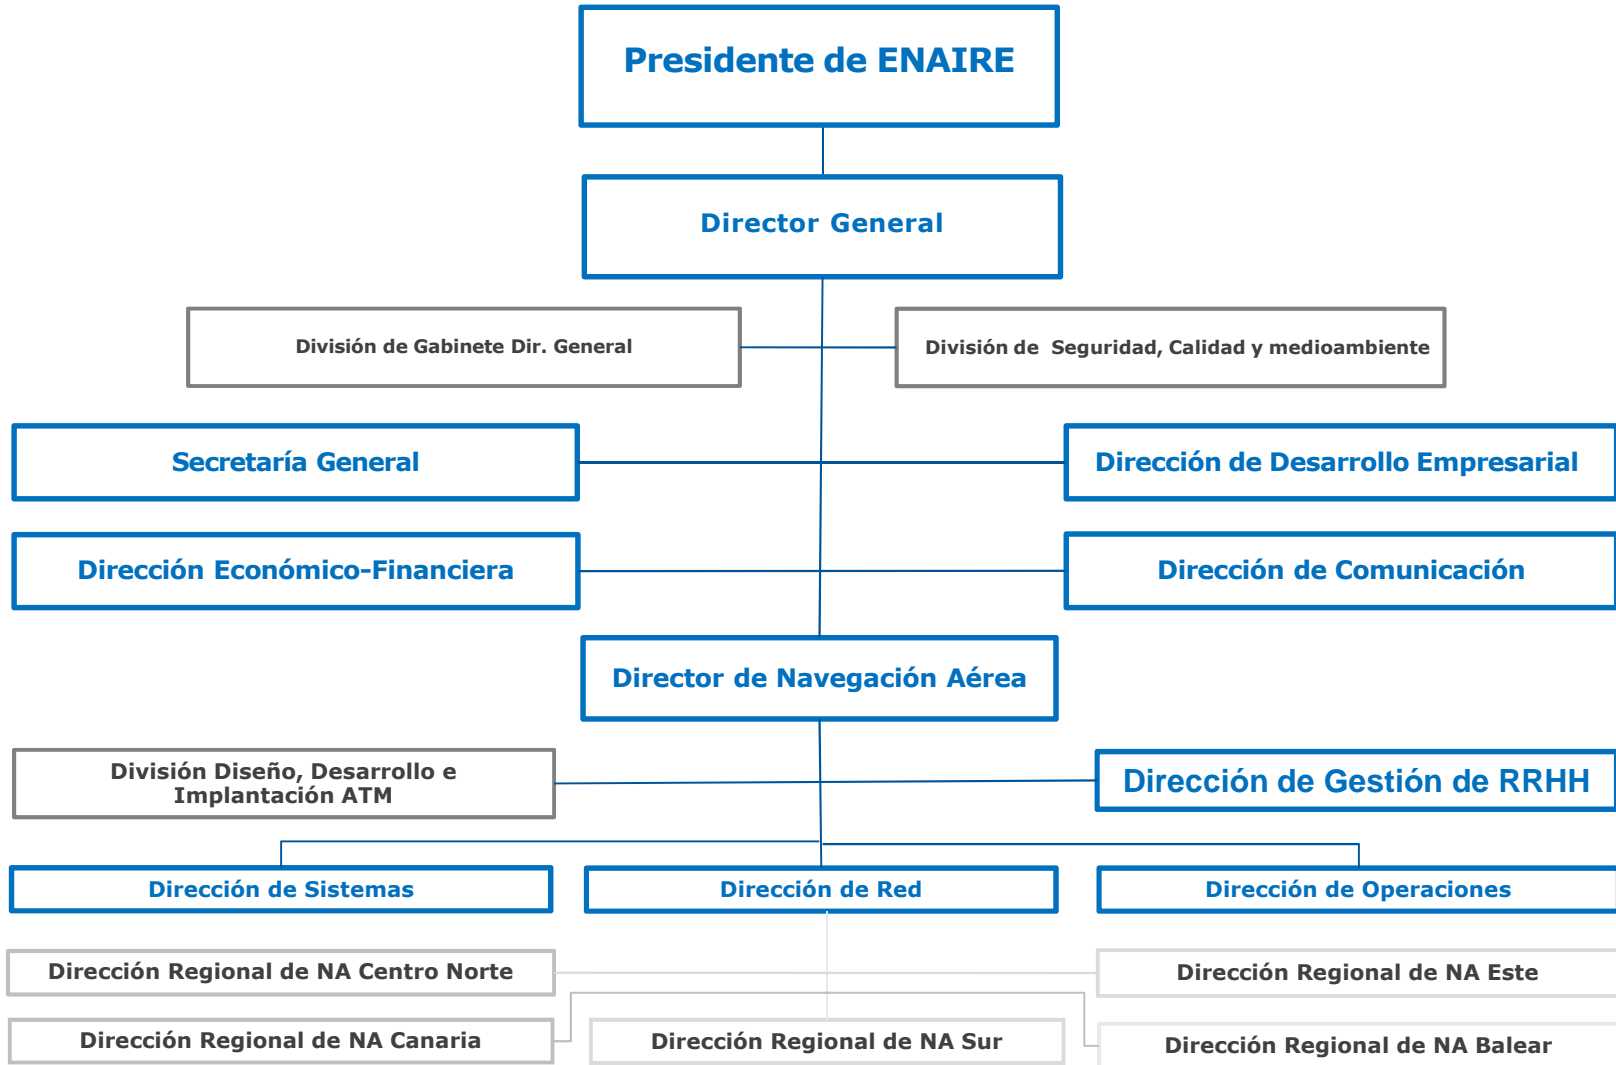 Presidente de ENAIRE
Director General
División de Gabinete Dir. General
División de Seguridad, Calidad y medioambiente
Secretaría General
Dirección de Desarrollo Empresarial
Dirección Económico-Financiera
Dirección de Comunicación
Director de Navegación Aérea
División Diseño, Desarrollo e
Implantación ATM
Dirección de Gestión de RRHH
Dirección de Sistemas
Dirección de Red
Dirección de Operaciones
Dirección Regional de NA Centro Norte
Dirección Regional de NA Este
Dirección Regional de NA Canaria
Dirección Regional de NA Sur
Dirección Regional de NA Balear